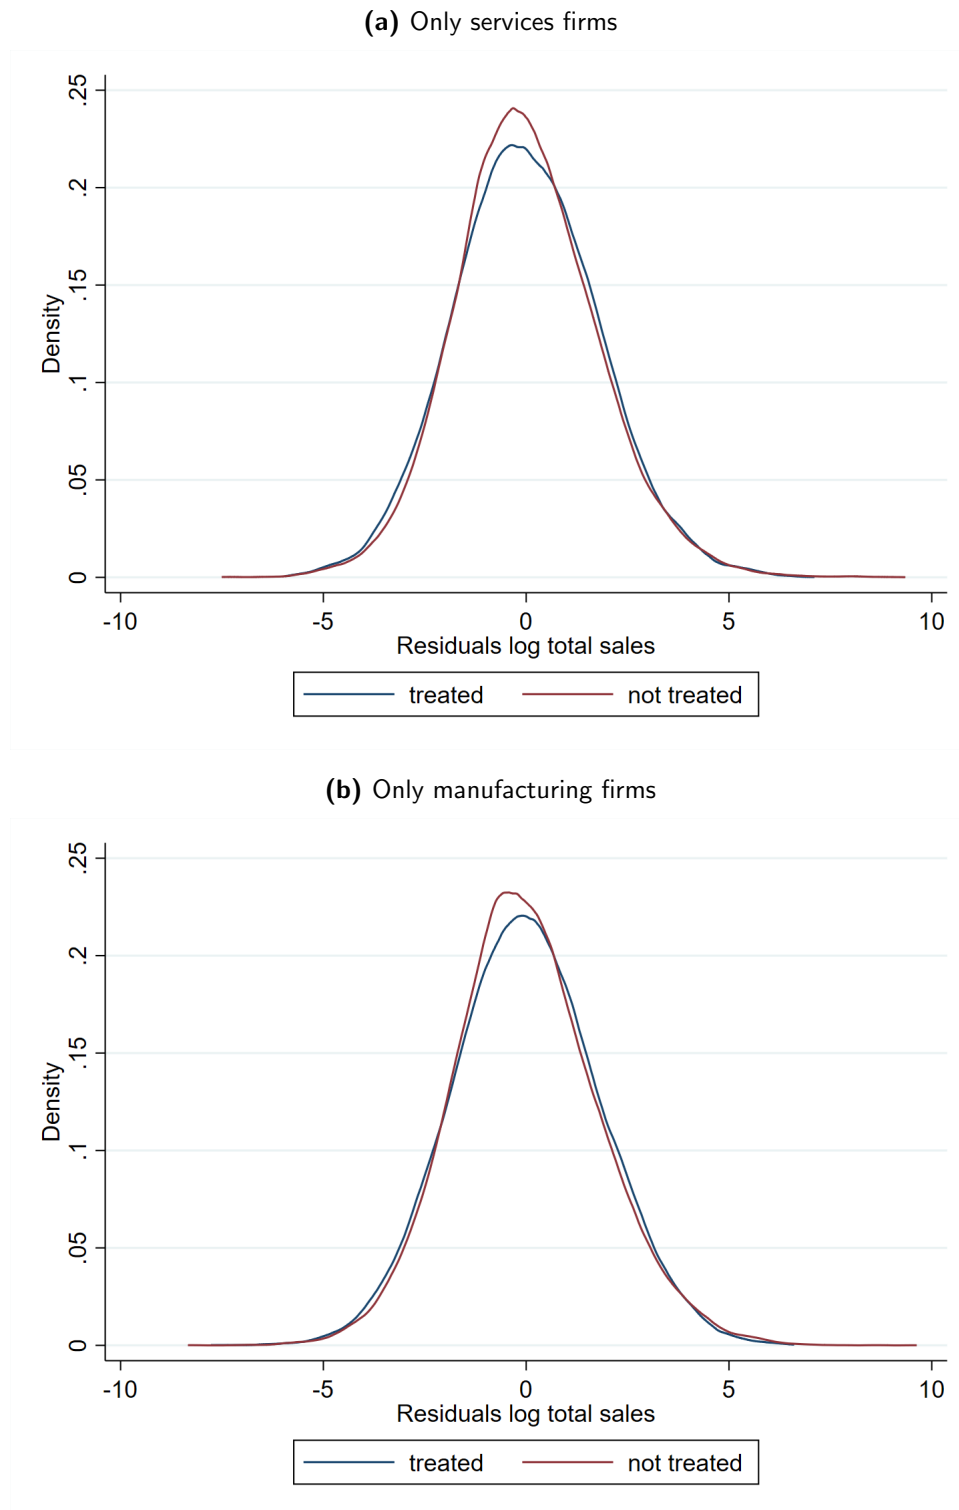 (a) Only services firms
.25
.2
.15
.1
.05
0
Density
-10 -5 0 5 10
Residuals log total sales
treated not treated
(b) Only manufacturing firms
.25
.2
.15
.1
.05
0
Density
-10 -5 0 5 10
Residuals log total sales
treated not treated